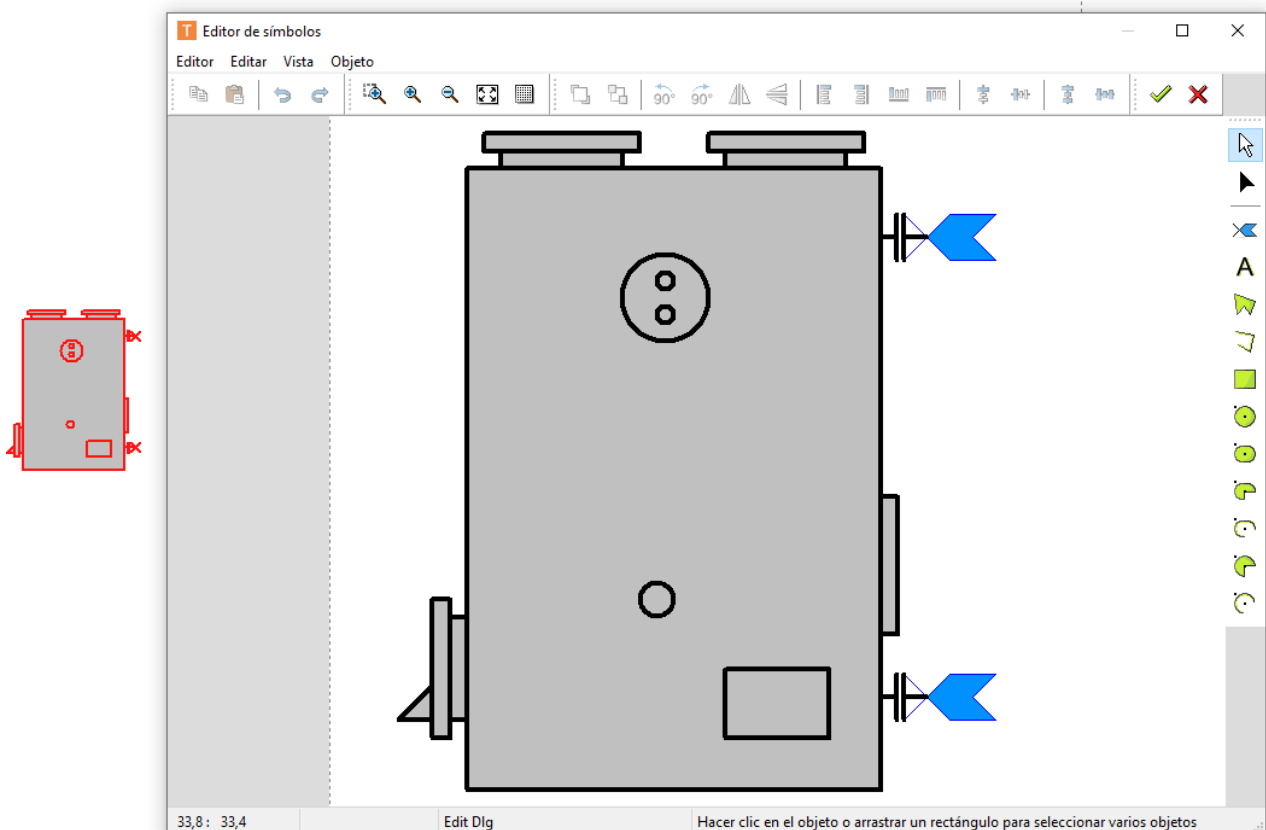 T Editor de símbolos
Editor Editar Vista Objeto
90° 90°
A
33,8 : 33,4 Edit Dlg Hacer clic en el objeto o arrastrar un rectángulo para seleccionar varios objetos